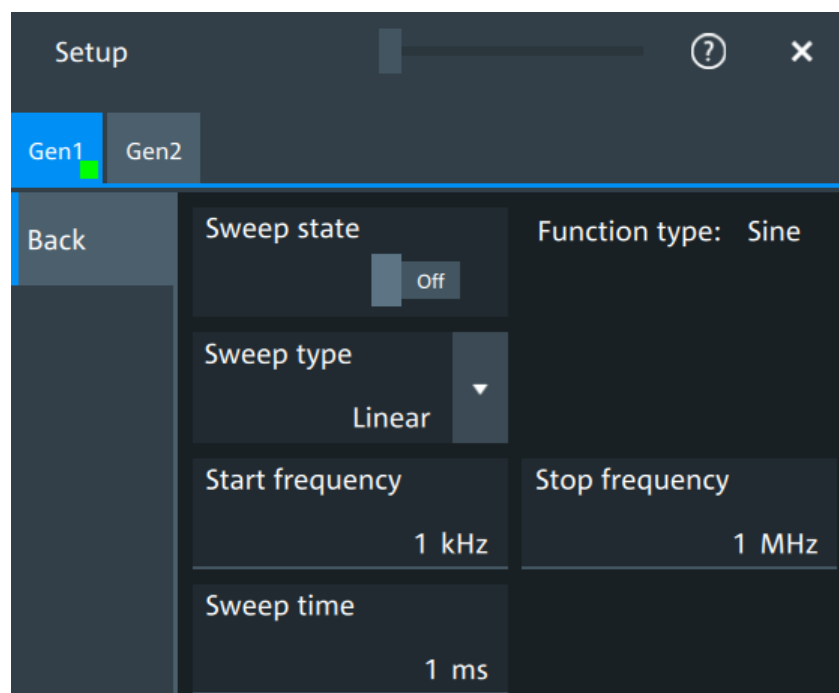 Setup
?
Gen1 Gen2
Back
Sweep state
Off
Function type: Sine
Sweep type
Linear
Start frequency
1 kHz
Stop frequency
1 MHz
Sweep time
1 ms